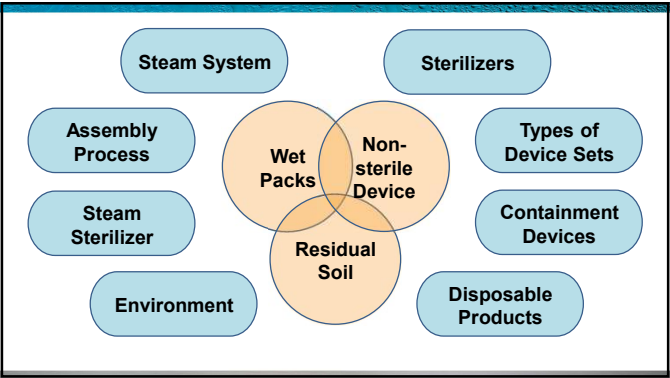 Steam System
Sterilizers
Assembly
Process
Wet
Packs
Non-
sterile
Device
Types of
Device Sets
Steam
Sterilizer
Containment
Devices
Residual
Soil
Environment
Disposable
Products